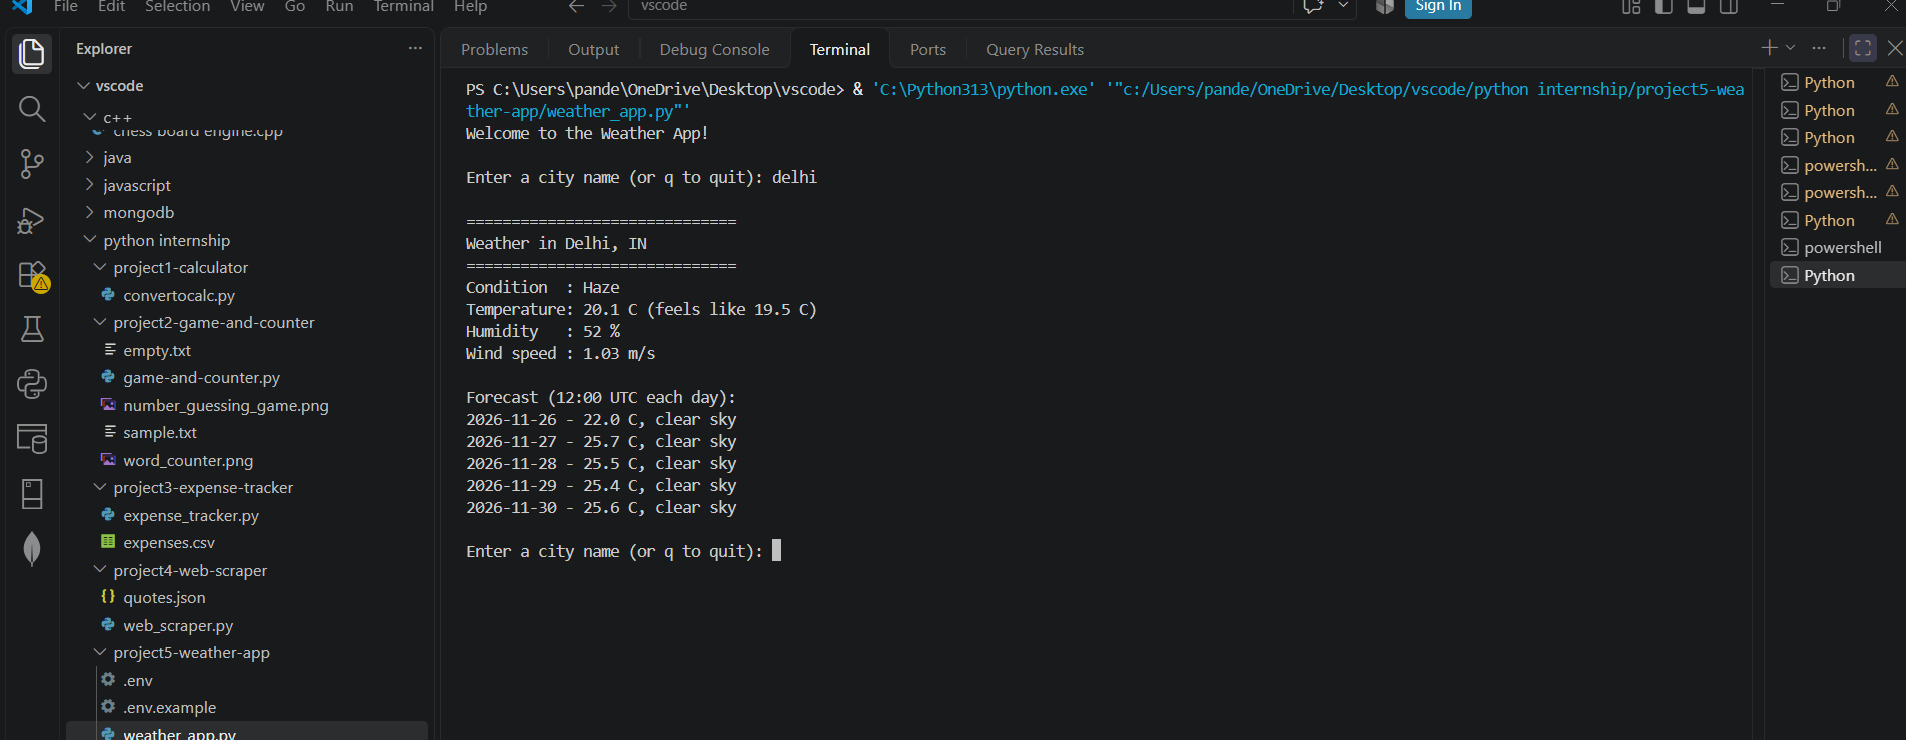 File Edit Selection View Go Run Terminal Help
vscode
Sign In
Explorer
vscode
c++
chess board engine.cpp
java
javascript
mongodb
python internship
project1-calculator
convertocalc.py
project2-game-and-counter
empty.txt
game-and-counter.py
number_guessing_game.png
sample.txt
word_counter.png
project3-expense-tracker
expense_tracker.py
expenses.csv
project4-web-scraper
quotes.json
web_scraper.py
project5-weather-app
.env
.env.example
weather_app.py
Problems Output Debug Console Terminal Ports Query Results
PS C:\Users\pande\OneDrive\Desktop\vscode> & 'C:\Python313\python.exe' '"c:/Users/pande/OneDrive/Desktop/vscode/python internship/project5-wea
ther-app/weather_app.py"'
Welcome to the Weather App!
Enter a city name (or q to quit): delhi
==============================
Weather in Delhi, IN
==============================
Condition  : Haze
Temperature: 20.1 C (feels like 19.5 C)
Humidity   : 52 %
Wind speed : 1.03 m/s
Forecast (12:00 UTC each day):
2026-11-26 - 22.0 C, clear sky
2026-11-27 - 25.7 C, clear sky
2026-11-28 - 25.5 C, clear sky
2026-11-29 - 25.4 C, clear sky
2026-11-30 - 25.6 C, clear sky
Enter a city name (or q to quit):
Python
Python
Python
powersh...
powersh...
Python
powershell
Python